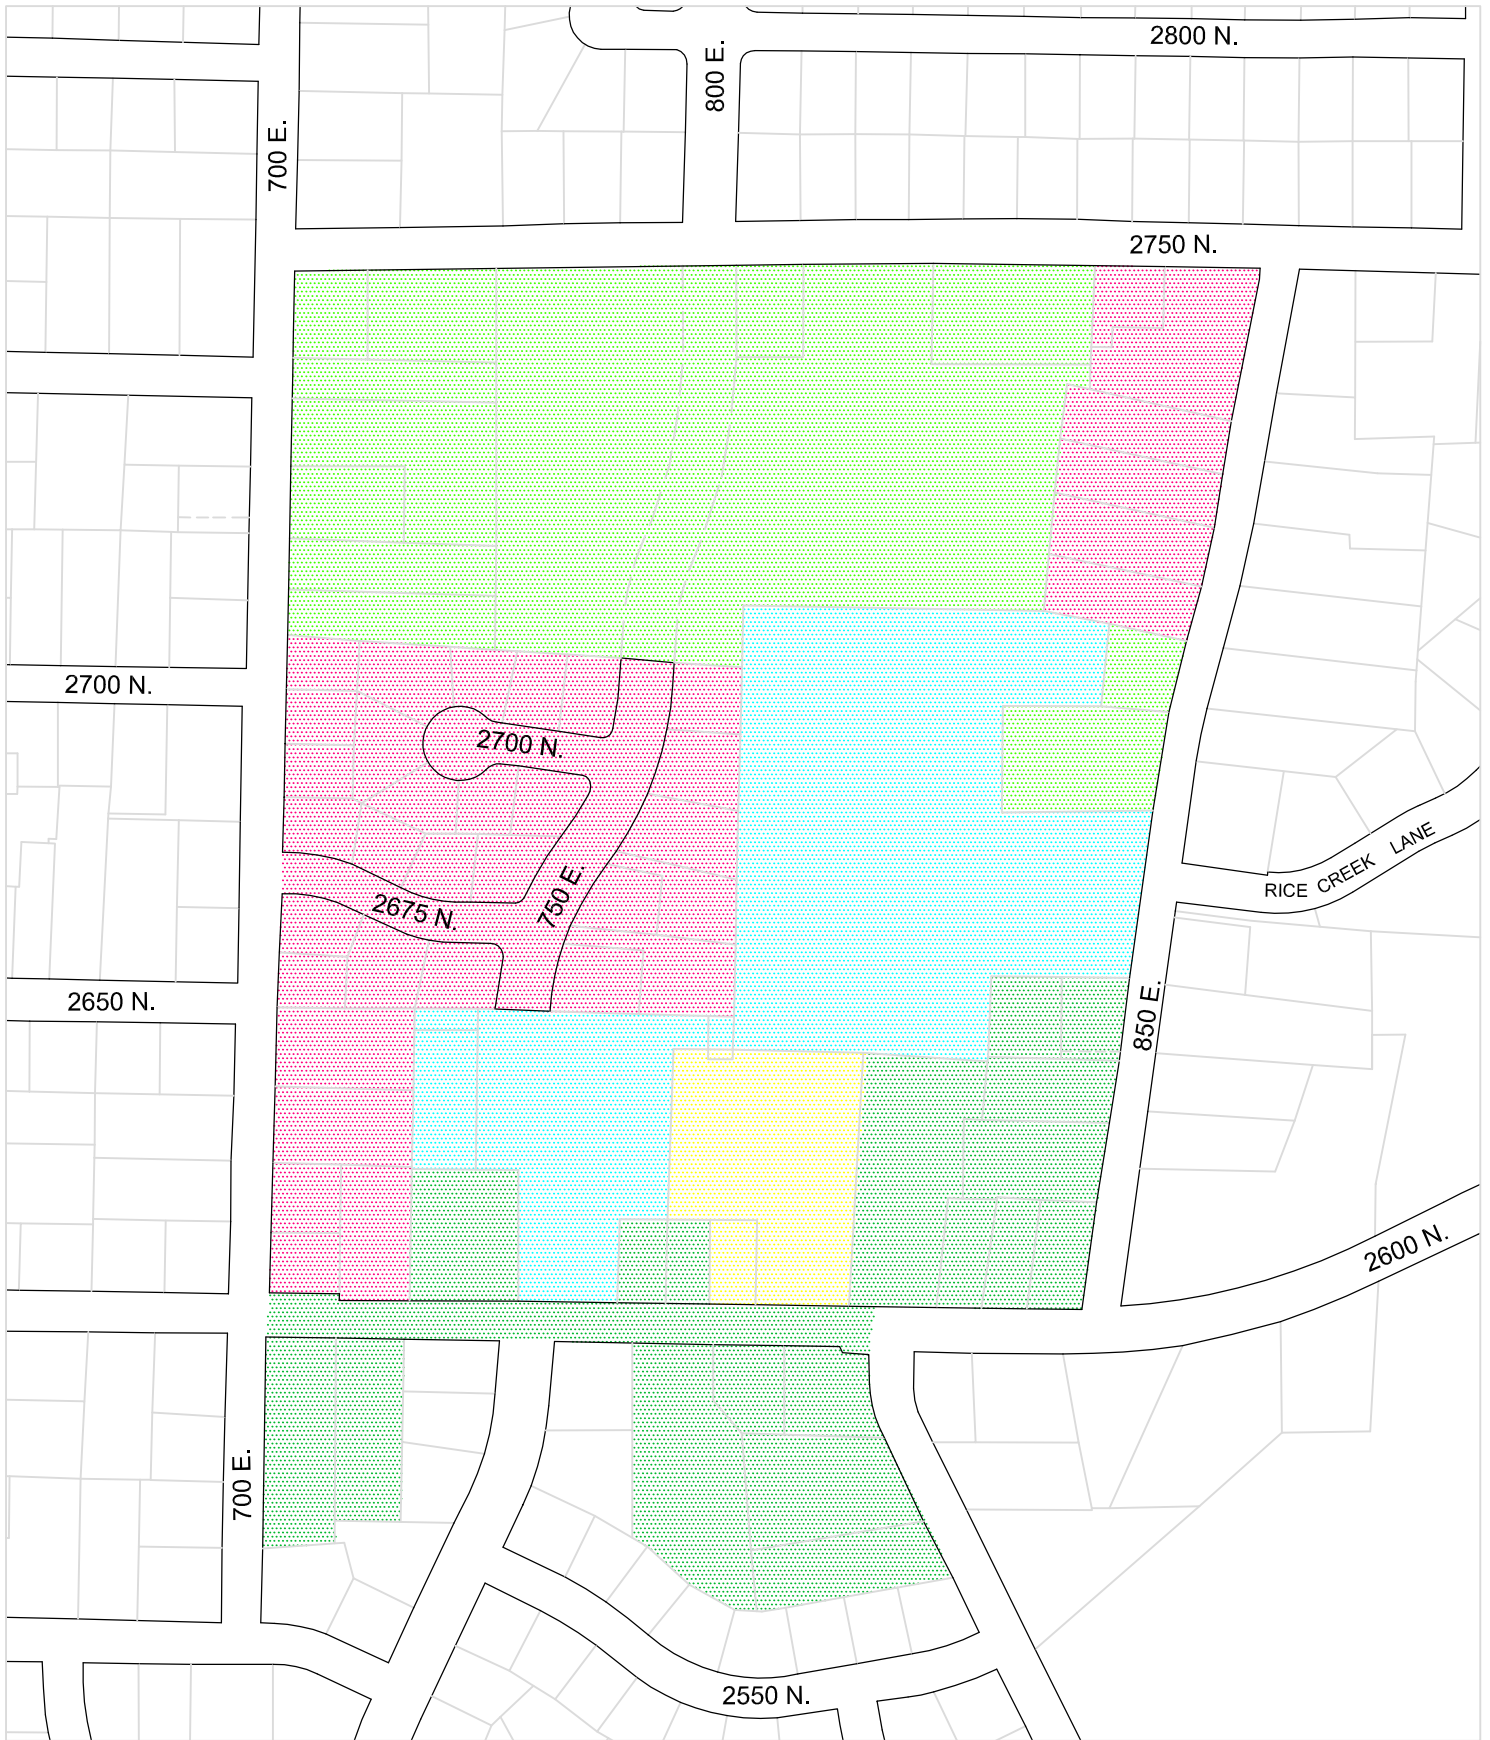 2800 N.
800 E.
700 E.
2750 N.
2700 N.
2700 N.
RICE CREEK LANE
750 E.
2675 N.
2650 N.
850 E.
2600 N.
700 E.
2550 N.